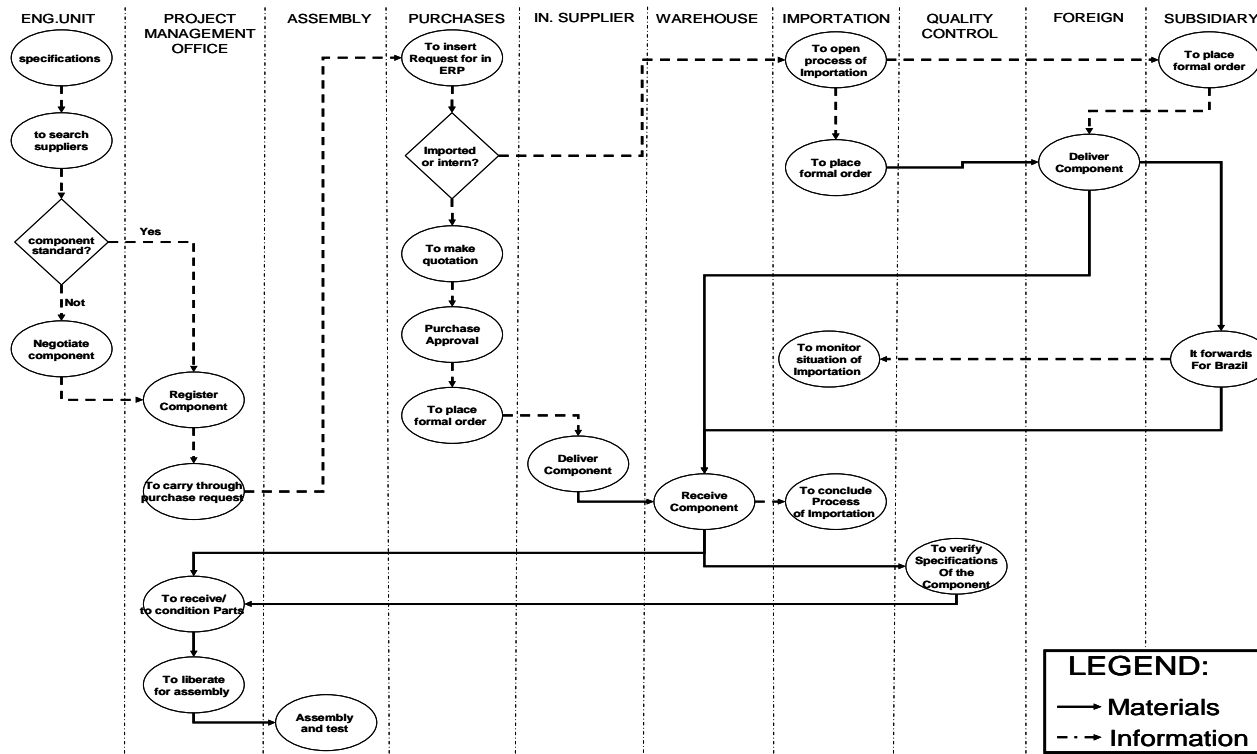 ENG.UNIT
PROJECT
MANAGEMENT
OFFICE
ASSEMBLY
PURCHASES
IN. SUPPLIER
WAREHOUSE
IMPORTATION
QUALITY
CONTROL
FOREIGN
SUBSIDIARY
specifications
to search
suppliers
component
standard?
Yes
Not
Negotiate
component
Register
Component
To carry through
purchase request
To insert
Request for in
ERP
Imported
or intern?
To make
quotation
Purchase
Approval
To place
formal order
Deliver
Component
Receive
Component
To open
process of
Importation
To place
formal order
To monitor
situation of
Importation
To conclude
Process
of Importation
To verify
Specifications
Of the
Component
Deliver
Component
To place
formal order
It forwards
For Brazil
To receive/
to condition Parts
To liberate
for assembly
Assembly
and test
LEGEND:
Materials
Information